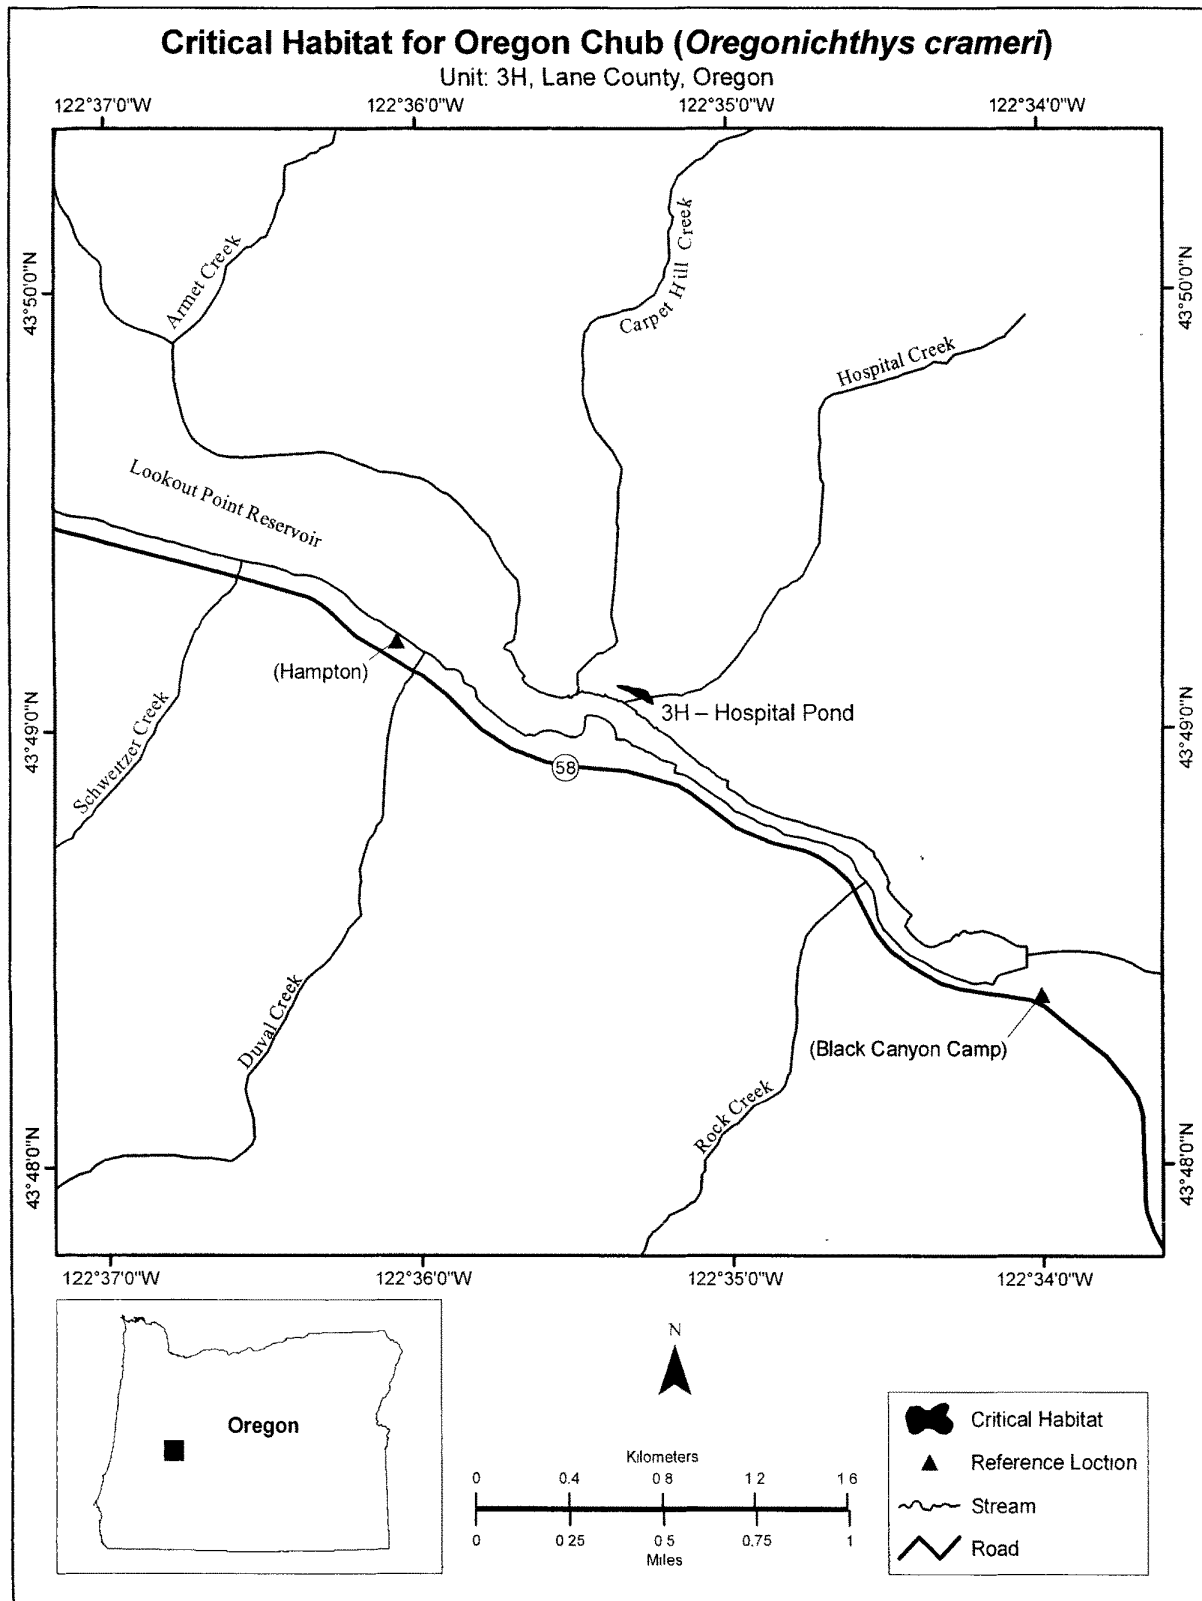 Critical Habitat for Oregon Chub (Oregonichthys crameri)
Unit: 3H, Lane County, Oregon
122°37'0"W
122°36'0"W
122°35'0"W
122°34'0"W
43°50'0"N
43°50'0"N
Armet Creek
Carpet Hill Creek
Hospital Creek
Lookout Point Reservoir
(Hampton)
3H – Hospital Pond
43°49'0"N
43°49'0"N
Schweitzer Creek
58
Duval Creek
(Black Canyon Camp)
Rock Creek
43°48'0"N
43°48'0"N
122°37'0"W
122°36'0"W
122°35'0"W
122°34'0"W
Oregon
N
Kilometers
0 0.4 0 8 1 2 1 6
0 0 25 0 5 0.75 1
Miles
Critical Habitat
Reference Loction
Stream
Road